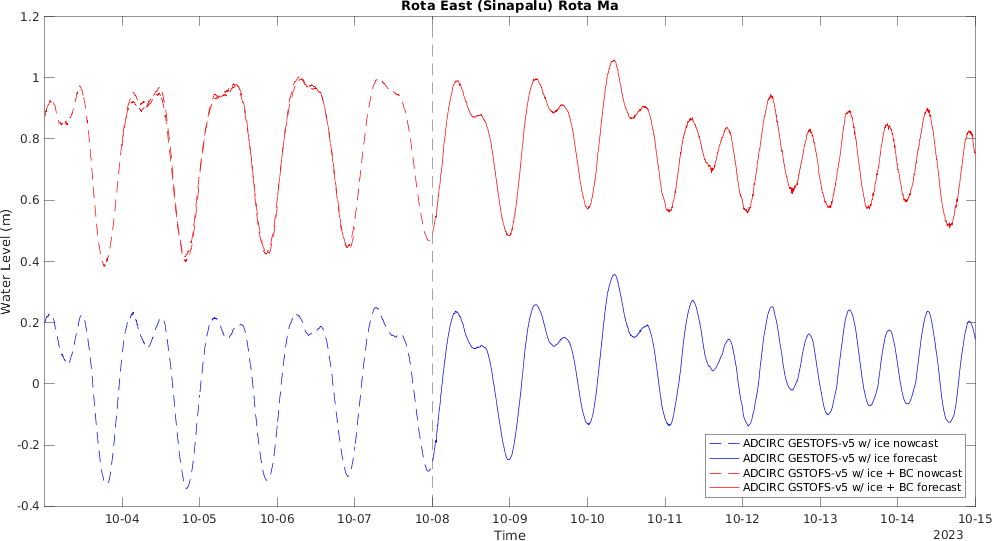 Rota East (Sinapalu) Rota Ma
1.2
1
0.8
0.6
0.4
0.2
0
-0.2
-0.4
Water Level (m)
10-04 10-05 10-06 10-07 10-08 10-09 10-10 10-11 10-12 10-13 10-14 10-15
Time
2023
ADCIRC GESTOFS-v5 w/ ice nowcast
ADCIRC GESTOFS-v5 w/ ice forecast
ADCIRC GSTOFS-v5 w/ ice + BC nowcast
ADCIRC GSTOFS-v5 w/ ice + BC forecast